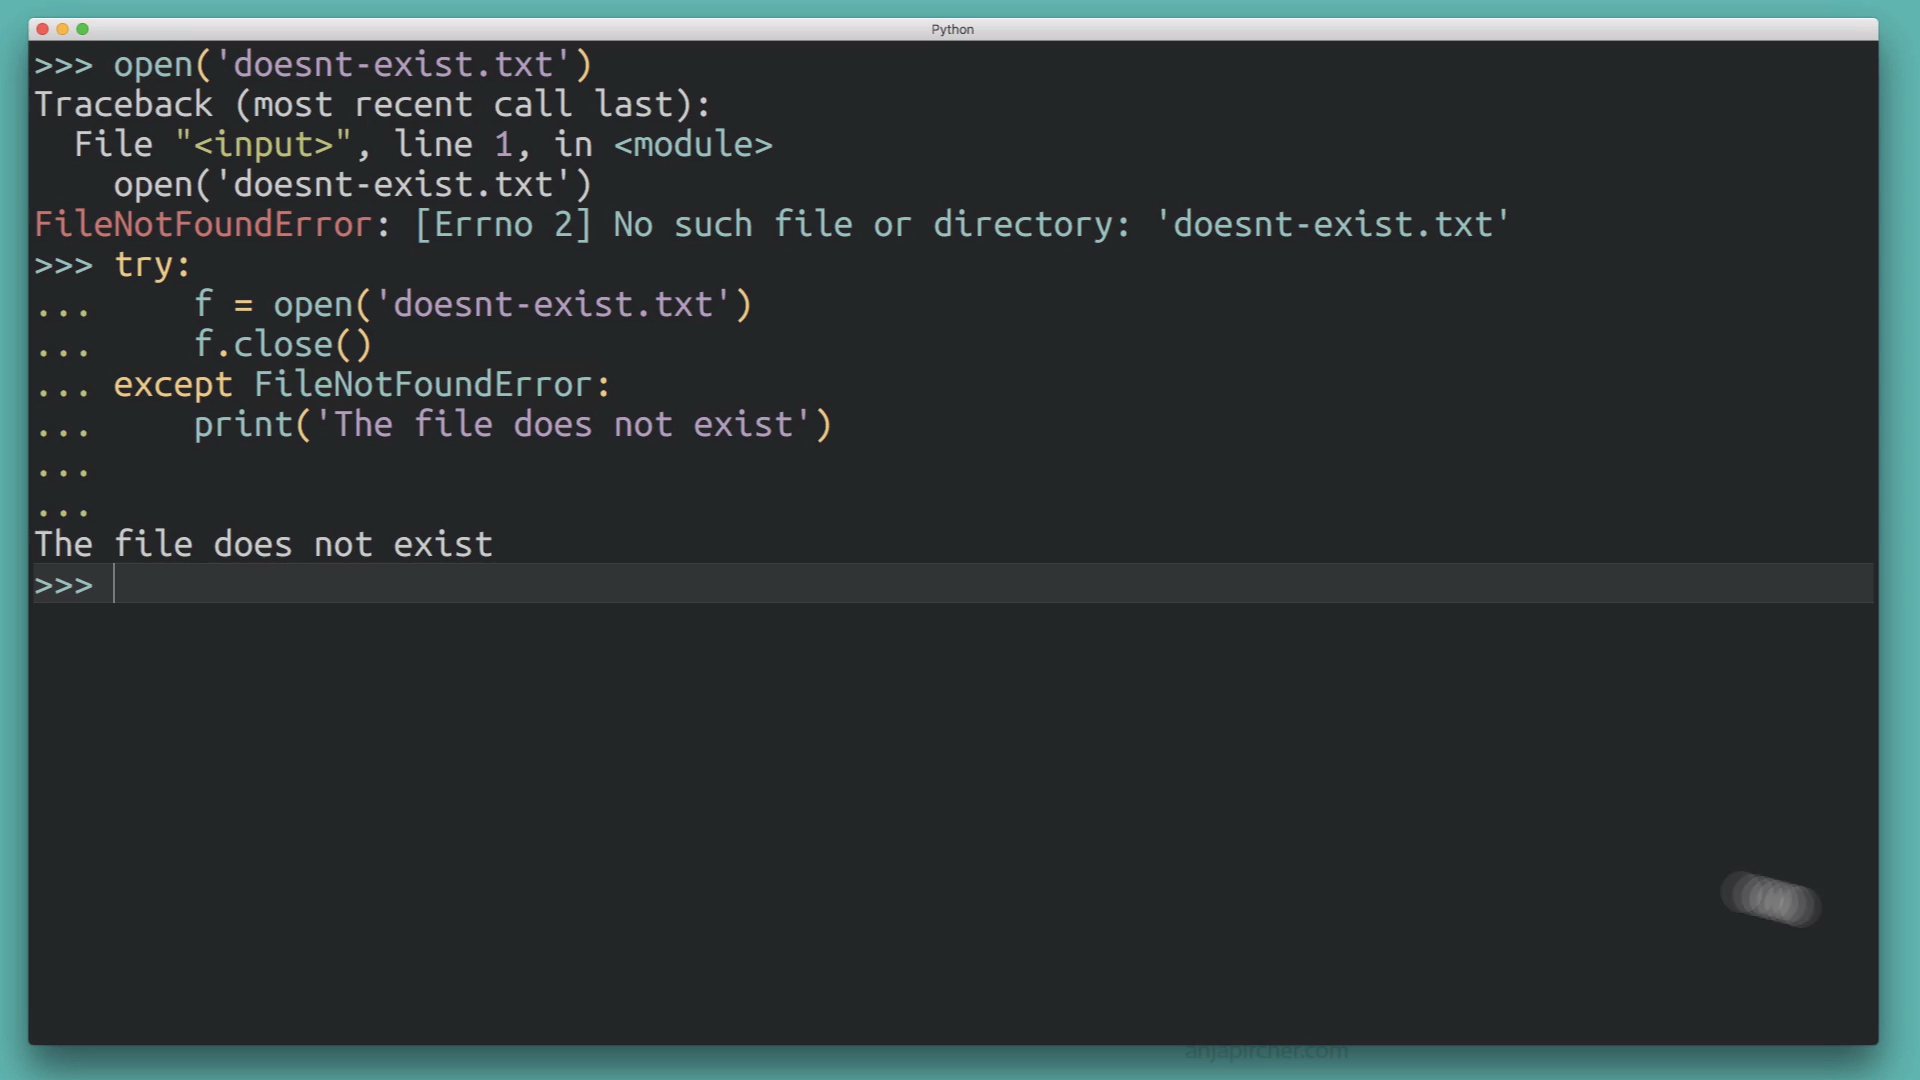 Python
>>> open('doesnt-exist.txt')
Traceback (most recent call last):
  File "<input>", line 1, in <module>
    open('doesnt-exist.txt')
FileNotFoundError: [Errno 2] No such file or directory: 'doesnt-exist.txt'
>>> try:
...     f = open('doesnt-exist.txt')
...     f.close()
... except FileNotFoundError:
...     print('The file does not exist')
...
...
The file does not exist
>>>
anjapircher.com